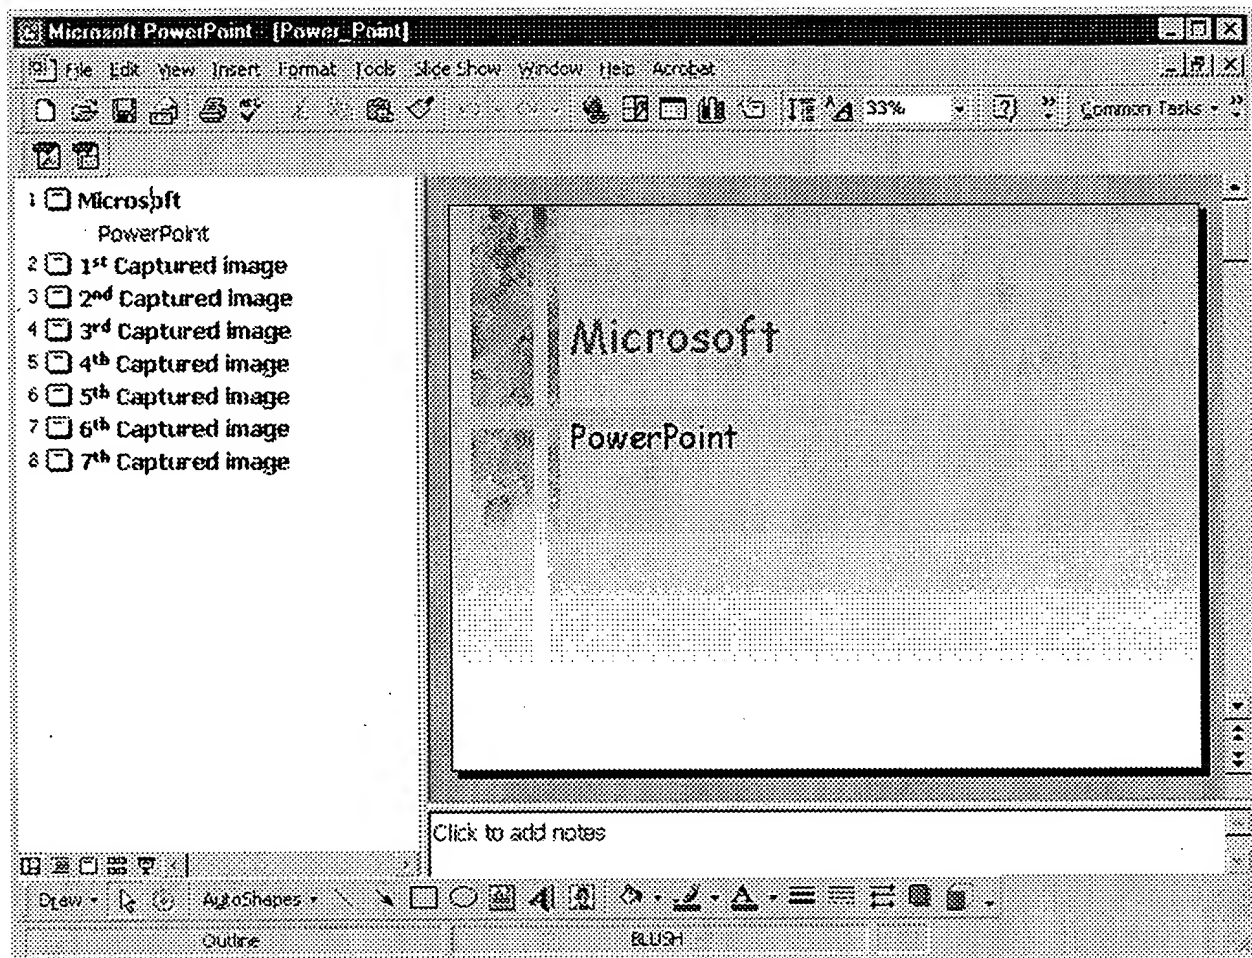 Microsoft PowerPoint - [Power_Point]
File Edit View Insert Format Tools Slide Show Window Help Acrobat
33% Common Tasks
1 Microsoft
PowerPoint
2 1st Captured image
3 2nd Captured image
4 3rd Captured image
5 4th Captured image
6 5th Captured image
7 6th Captured image
8 7th Captured image
Microsoft
PowerPoint
Click to add notes
Draw AutoShapes
Outline BLUSH